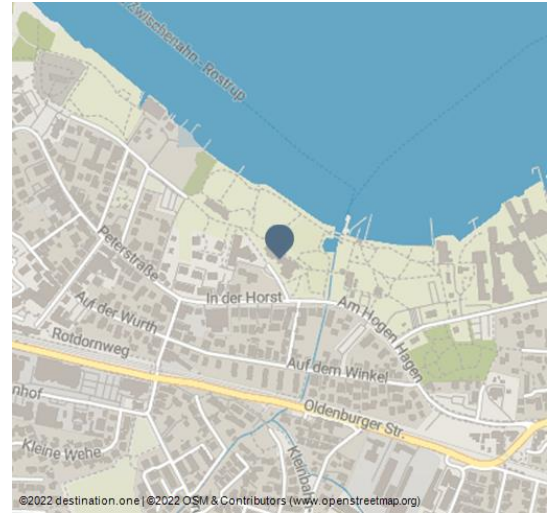 Zwischenahn - Rostrup
Peterstraße
In der Horst
Am Hogen Hagen
Auf der Wurth
Rotdornweg
Auf dem Winkel
nhof
Oldenburger Str.
Kleine Wehe
Kleinba
©2022 destination.one | ©2022 OSM & Contributors (www.openstreetmap.org)